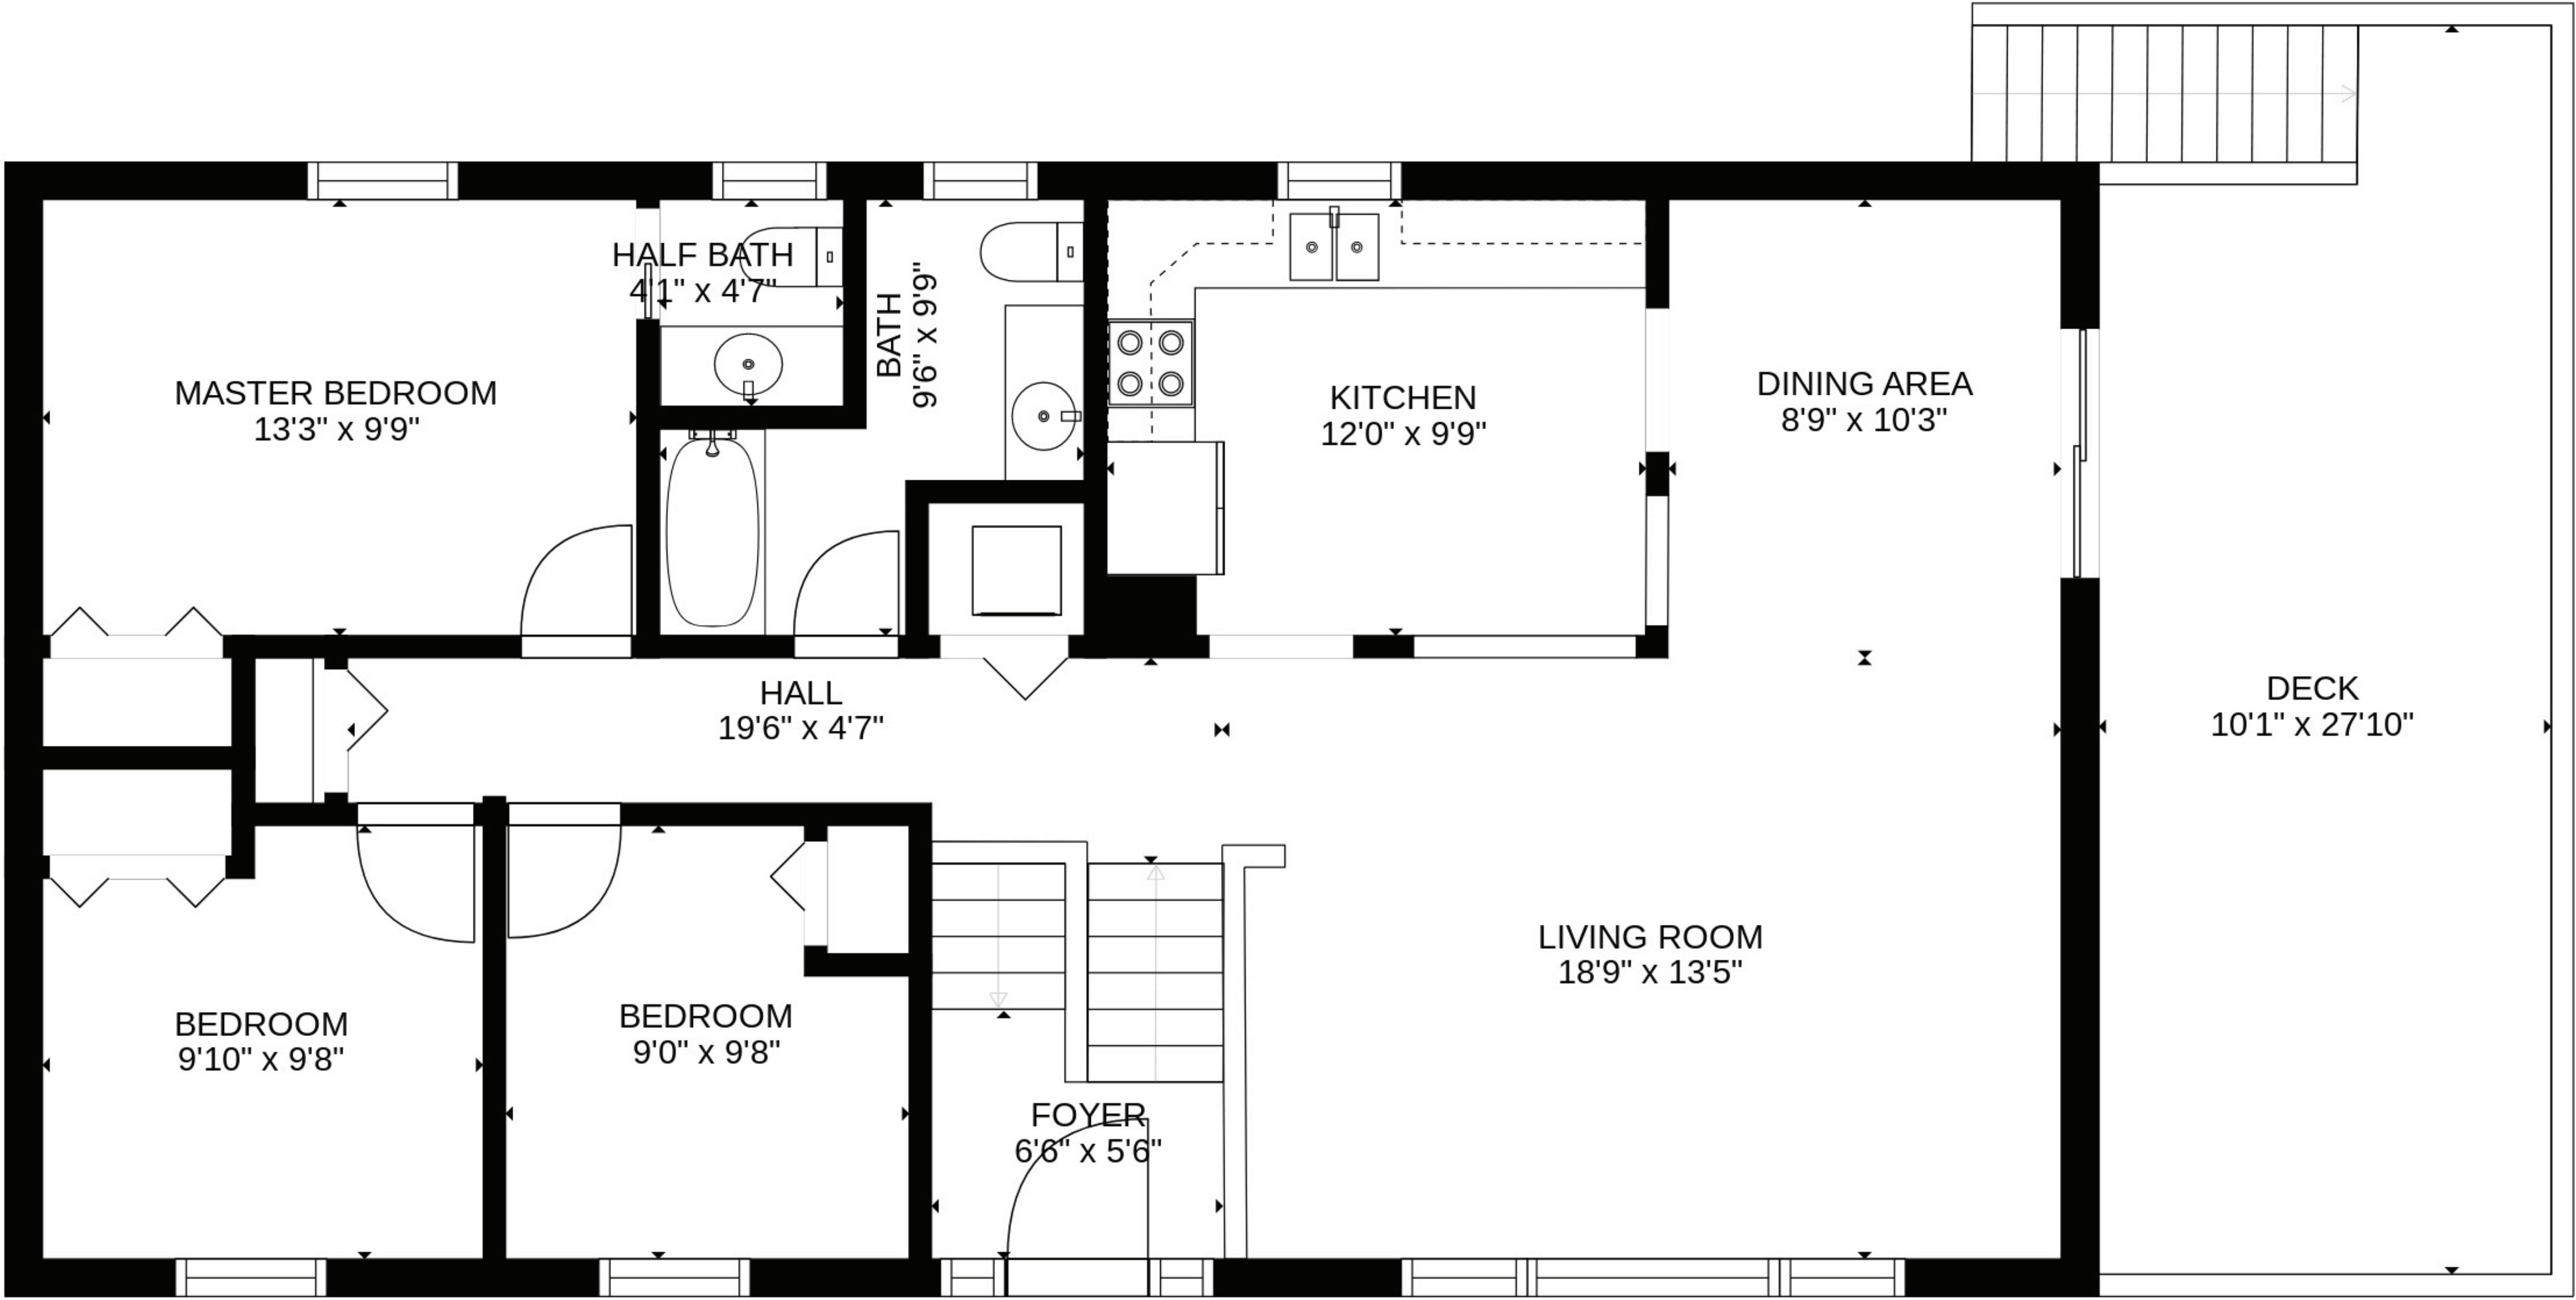 HALF BATH
4'1" x 4'7"
BATH
9'6" x 9'9"
MASTER BEDROOM
13'3" x 9'9"
KITCHEN
12'0" x 9'9"
DINING AREA
8'9" x 10'3"
HALL
19'6" x 4'7"
DECK
10'1" x 27'10"
LIVING ROOM
18'9" x 13'5"
BEDROOM
9'10" x 9'8"
BEDROOM
9'0" x 9'8"
FOYER
6'6" x 5'6"